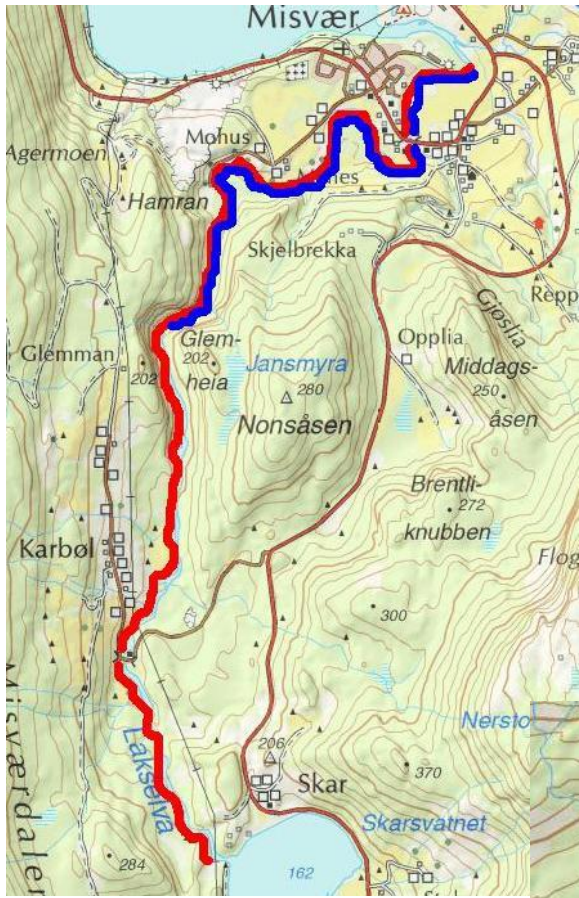 Misvær
Mohus
Agermoen
Hamran
Skjelbrekka
Repp
Gjøslia
Glemman
202
Glem-
202
heia
Jansmyra
280
Nonsåsen
Opplia
Middags-
250
åsen
Brentli-
272
knubben
Karbøl
Flog
300
Misværdalen
Lakselva
Nersto
206
Skar
370
Skarsvatnet
284
162